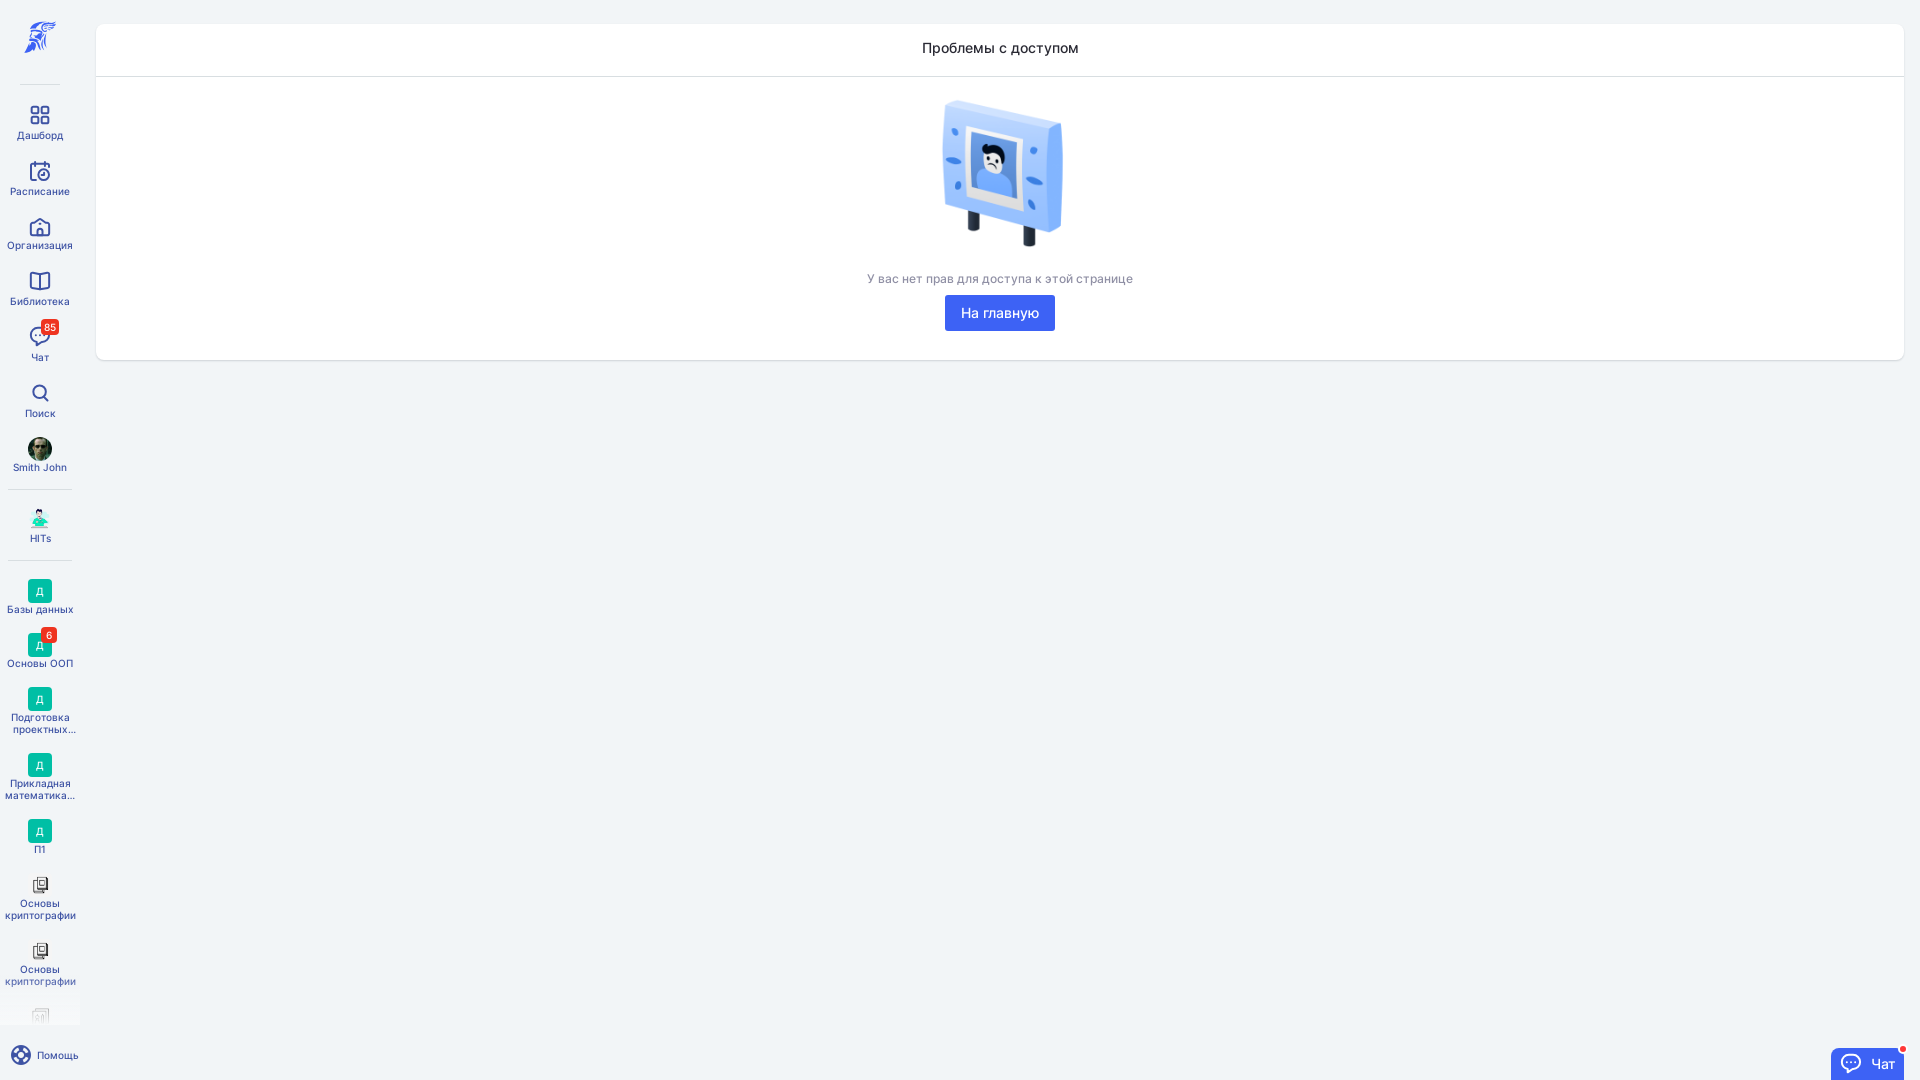 Проблемы с доступом
У вас нет прав для доступа к этой странице
На главную
Дашборд
Расписание
Организация
Библиотека
85
Чат
Поиск
Smith John
HITs
Д
Базы данных
6
Д
Основы ООП
Д
Подготовка
проектных...
Д
Прикладная
математика...
Д
П1
Основы
криптографии
Основы
криптографии
Помощь
Чат